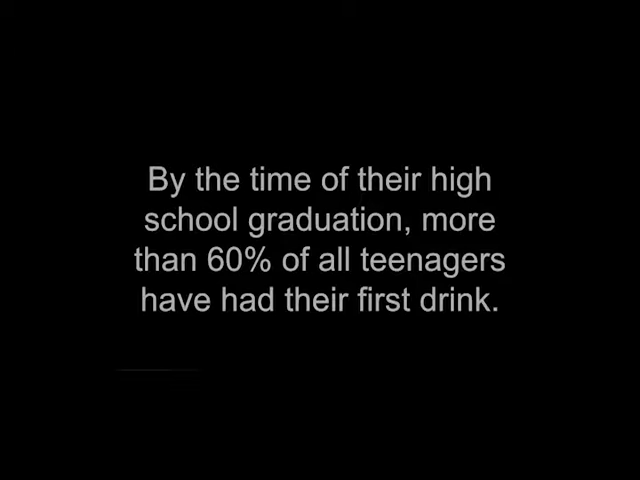 By the time of their high
school graduation, more
than 60% of all teenagers
have had their first drink.